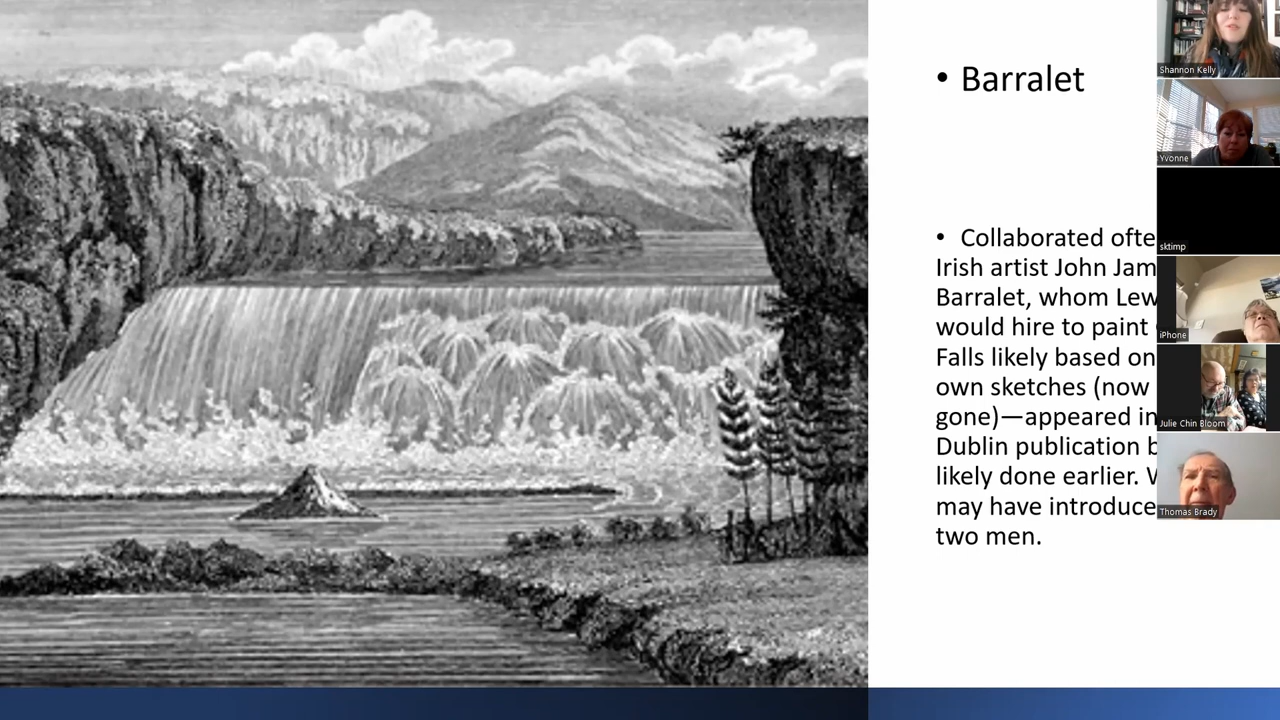 • Barralet
• Collaborated ofte
Irish artist John Jam
Barralet, whom Lew
would hire to paint
Falls likely based on
own sketches (now
gone)—appeared in
Dublin publication b
likely done earlier. W
may have introduce
two men.
Shannon Kelly
Yvonne
sktimp
iPhone
Julie Chin Bloom
Thomas Brady